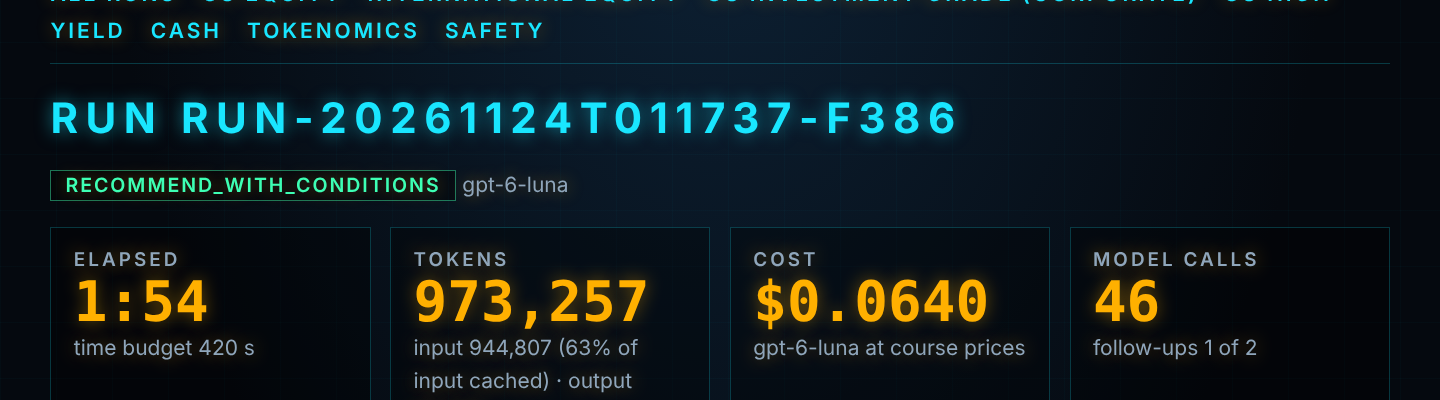 YIELD CASH TOKENOMICS SAFETY
RUN RUN-20261124T011737-F386
RECOMMEND_WITH_CONDITIONS gpt-6-luna
ELAPSED
1:54
time budget 420 s
TOKENS
973,257
input 944,807 (63% of
input cached) · output
COST
$0.0640
gpt-6-luna at course prices
MODEL CALLS
46
follow-ups 1 of 2